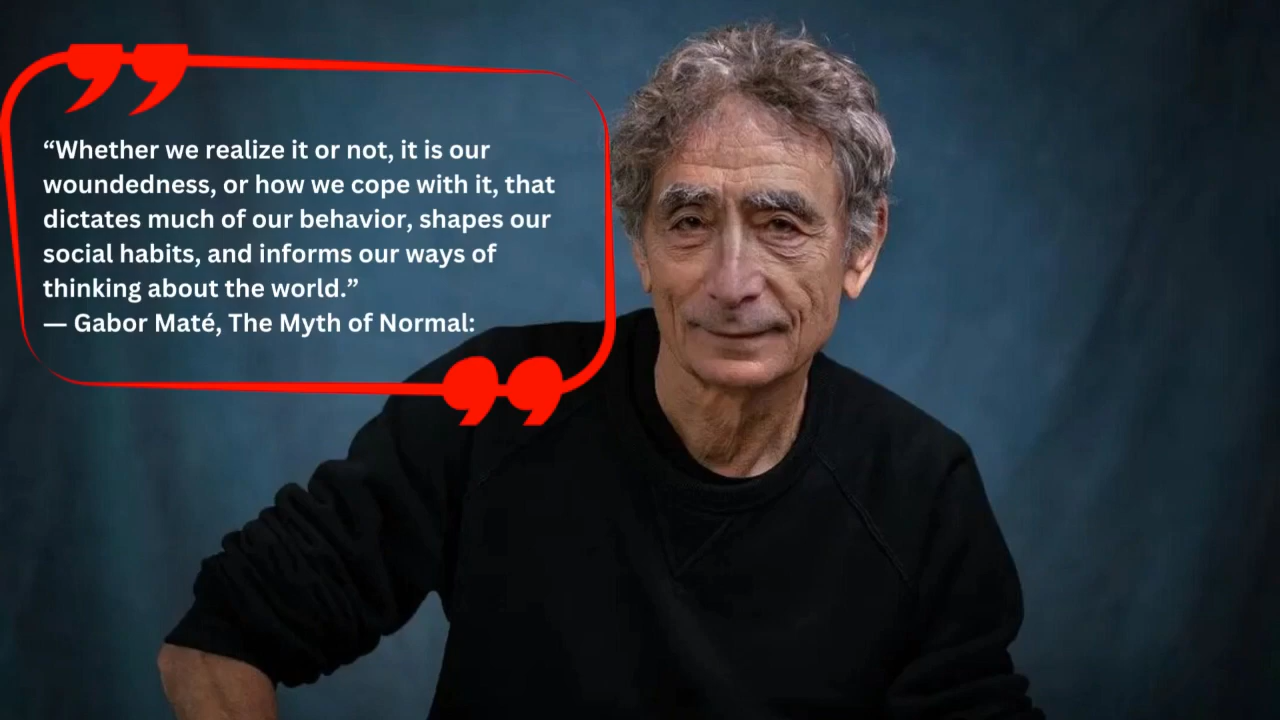 “Whether we realize it or not, it is our
woundedness, or how we cope with it, that
dictates much of our behavior, shapes our
social habits, and informs our ways of
thinking about the world.”
— Gabor Maté, The Myth of Normal: